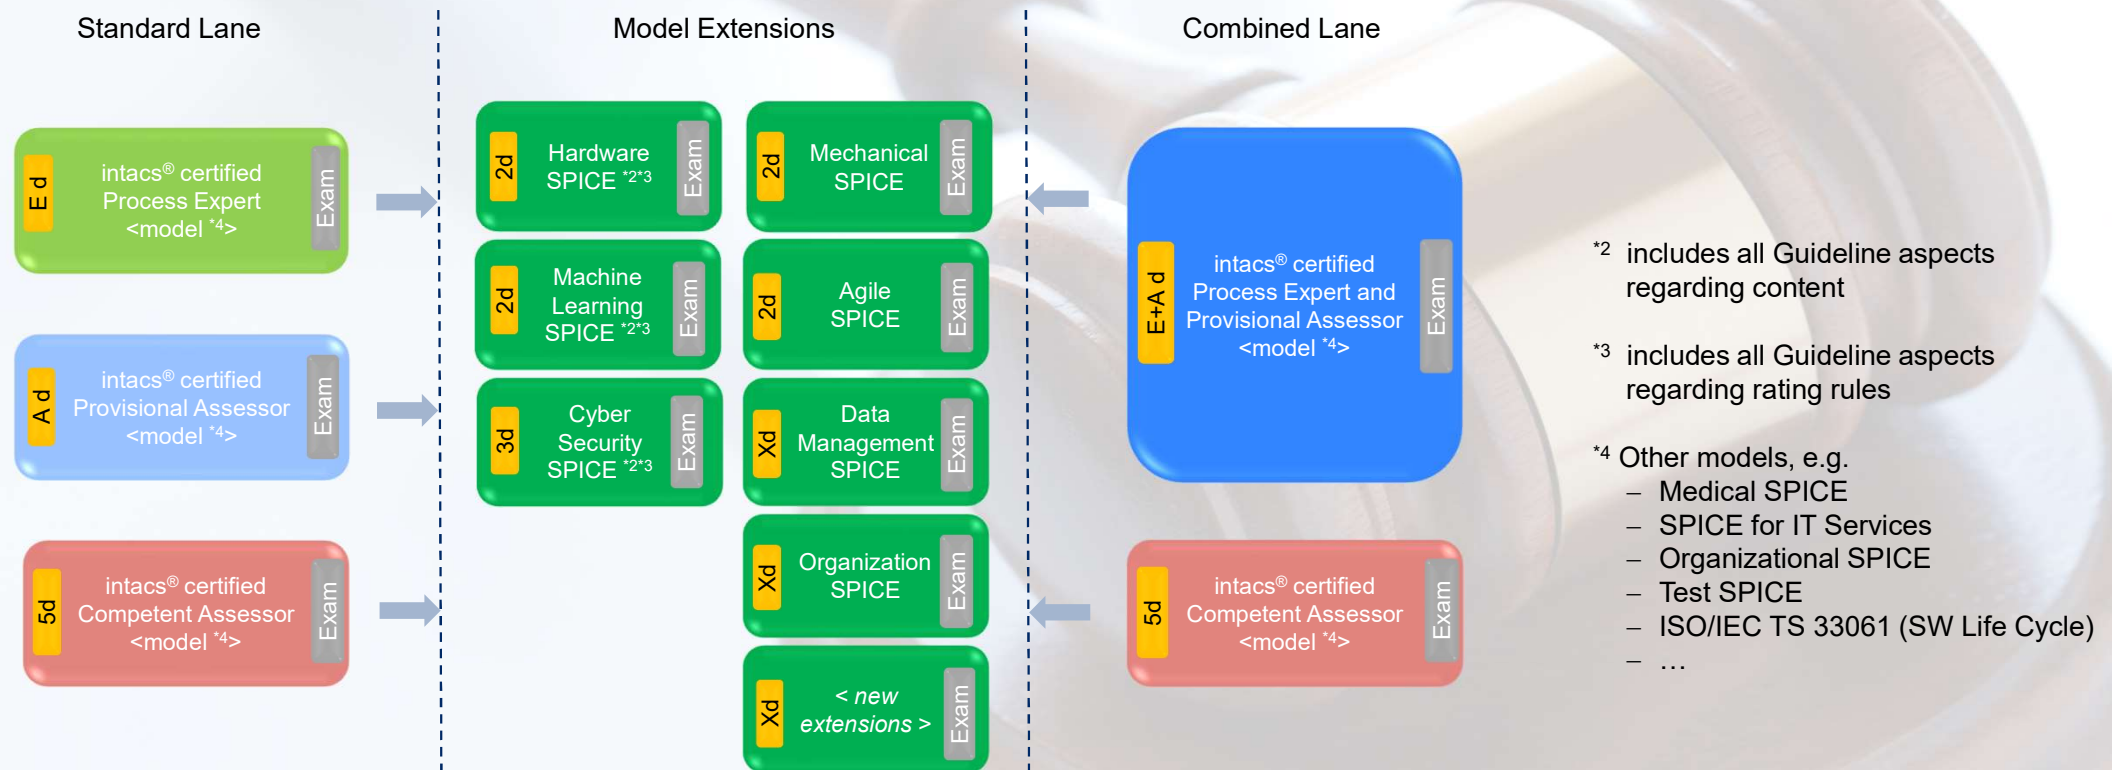 Standard Lane
Model Extensions
Combined Lane
E d
intacs® certified
Process Expert
<model *4>
Exam
A d
intacs® certified
Provisional Assessor
<model *4>
Exam
5d
intacs® certified
Competent Assessor
<model *4>
Exam
2d
Hardware
SPICE *2*3
Exam
2d
Mechanical
SPICE
Exam
2d
Machine
Learning
SPICE *2*3
Exam
2d
Agile
SPICE
Exam
3d
Cyber
Security
SPICE *2*3
Exam
Xd
Data
Management
SPICE
Exam
Xd
Organization
SPICE
Exam
Xd
< new
extensions >
Exam
E+A d
intacs® certified
Process Expert and
Provisional Assessor
<model *4>
Exam
5d
intacs® certified
Competent Assessor
<model *4>
Exam
*2 includes all Guideline aspects
regarding content
*3 includes all Guideline aspects
regarding rating rules
*4 Other models, e.g.
– Medical SPICE
– SPICE for IT Services
– Organizational SPICE
– Test SPICE
– ISO/IEC TS 33061 (SW Life Cycle)
– …